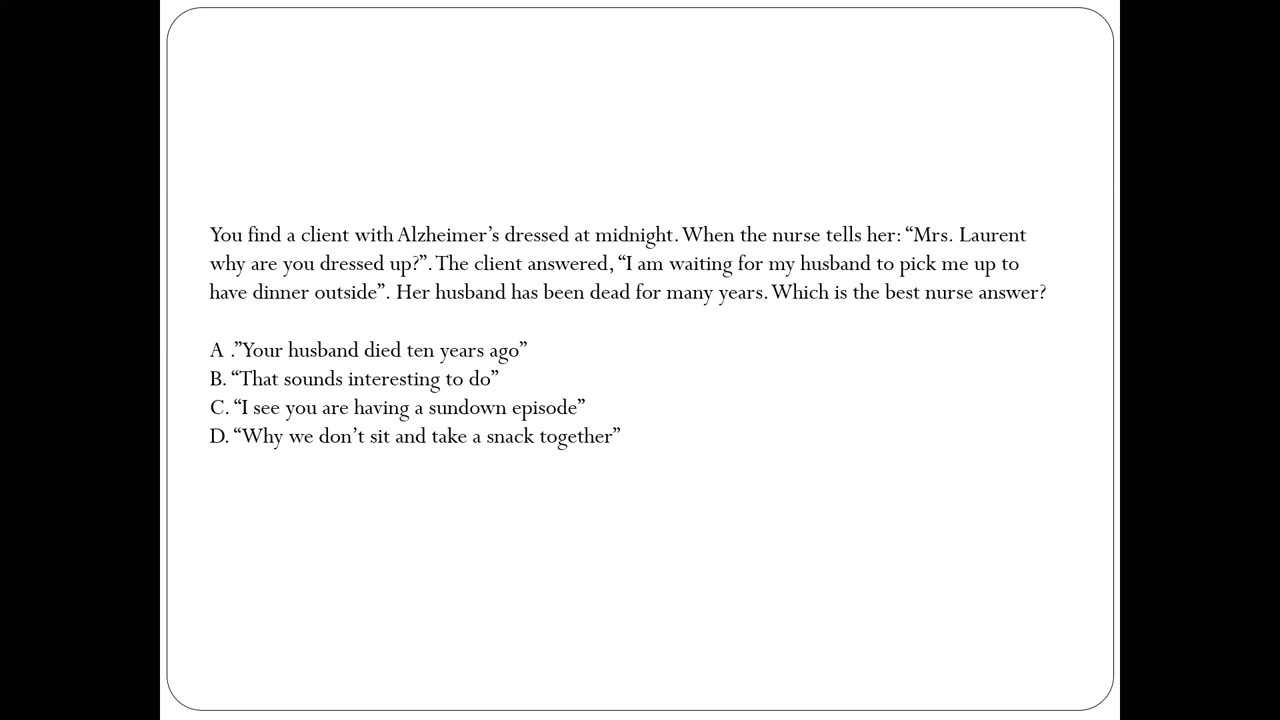 You find a client with Alzheimer’s dressed at midnight. When the nurse tells her: “Mrs. Laurent
why are you dressed up?”. The client answered, “I am waiting for my husband to pick me up to
have dinner outside”. Her husband has been dead for many years. Which is the best nurse answer?
A .”Your husband died ten years ago”
B. “That sounds interesting to do”
C. “I see you are having a sundown episode”
D. “Why we don’t sit and take a snack together”